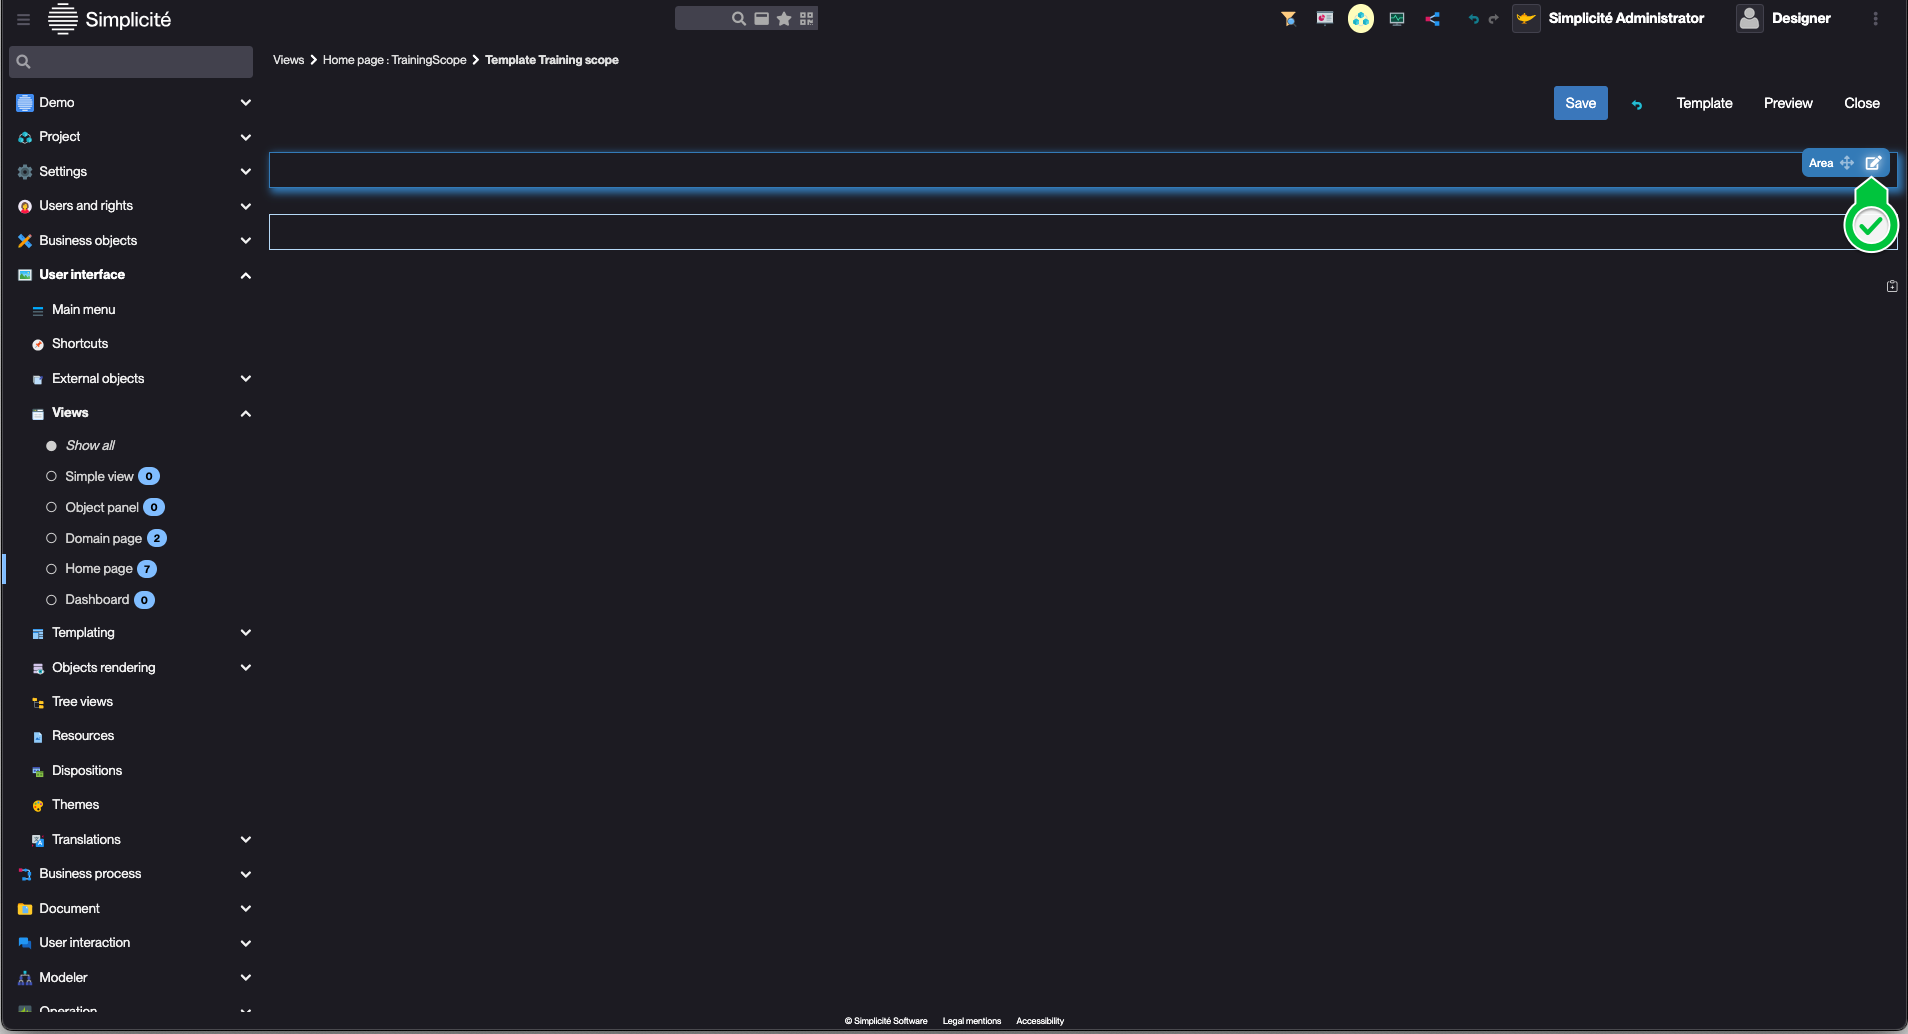 Simplicité
Simplicité Administrator
Designer
Views Home page : TrainingScope Template Training scope
Save
Template
Preview
Close
Area
Demo
Project
Settings
Users and rights
Business objects
User interface
Main menu
Shortcuts
External objects
Views
Show all
Simple view 0
Object panel 0
Domain page 2
Home page 7
Dashboard 0
Templating
Objects rendering
Tree views
Resources
Dispositions
Themes
Translations
Business process
Document
User interaction
Modeler
Operation
© Simplicité Software Legal mentions Accessibility